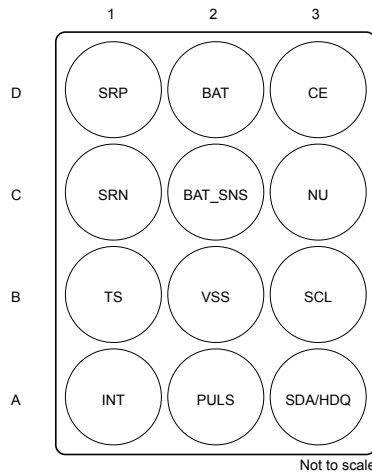 1 2 3
D SRP BAT CE
C SRN BAT_SNS NU
B TS VSS SCL
A INT PULS SDA/HDQ
Not to scale